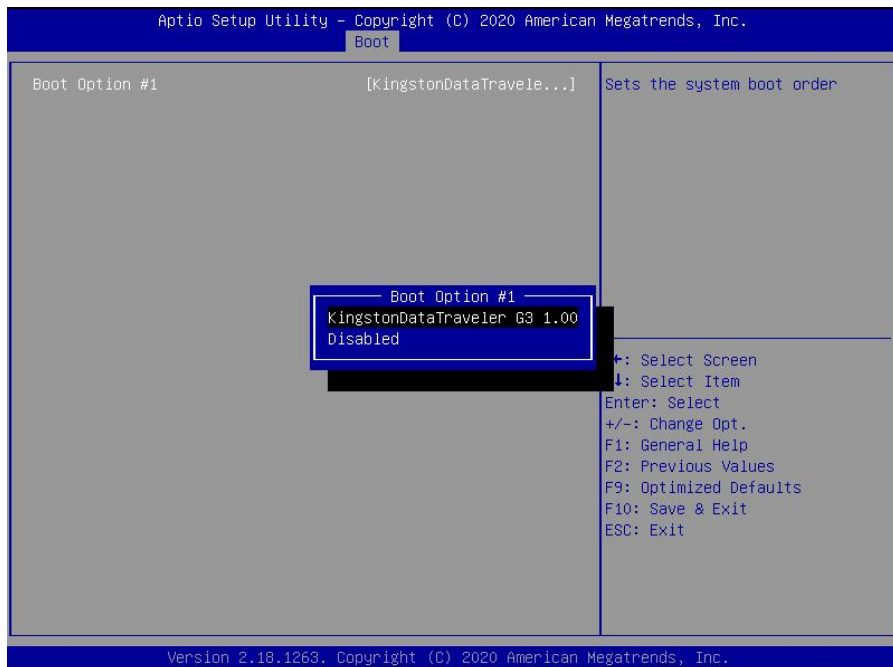 Aptio Setup Utility – Copyright (C) 2020 American Megatrends, Inc.
Boot
Boot Option #1 [KingstonDataTravele...]
Sets the system boot order
Boot Option #1
KingstonDataTraveler G3 1.00
Disabled
←: Select Screen
↓: Select Item
Enter: Select
+/-: Change Opt.
F1: General Help
F2: Previous Values
F9: Optimized Defaults
F10: Save & Exit
ESC: Exit
Version 2.18.1263. Copyright (C) 2020 American Megatrends, Inc.